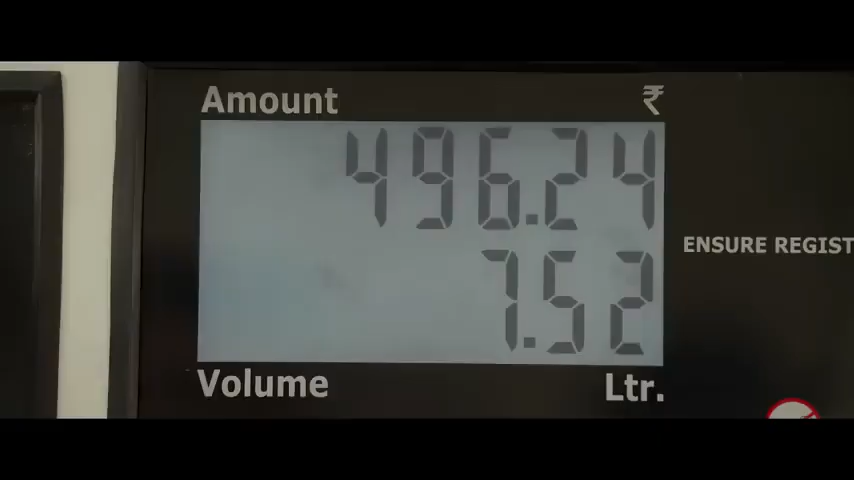 Amount ₹
496.24
7.52
ENSURE REGIST
Volume Ltr.